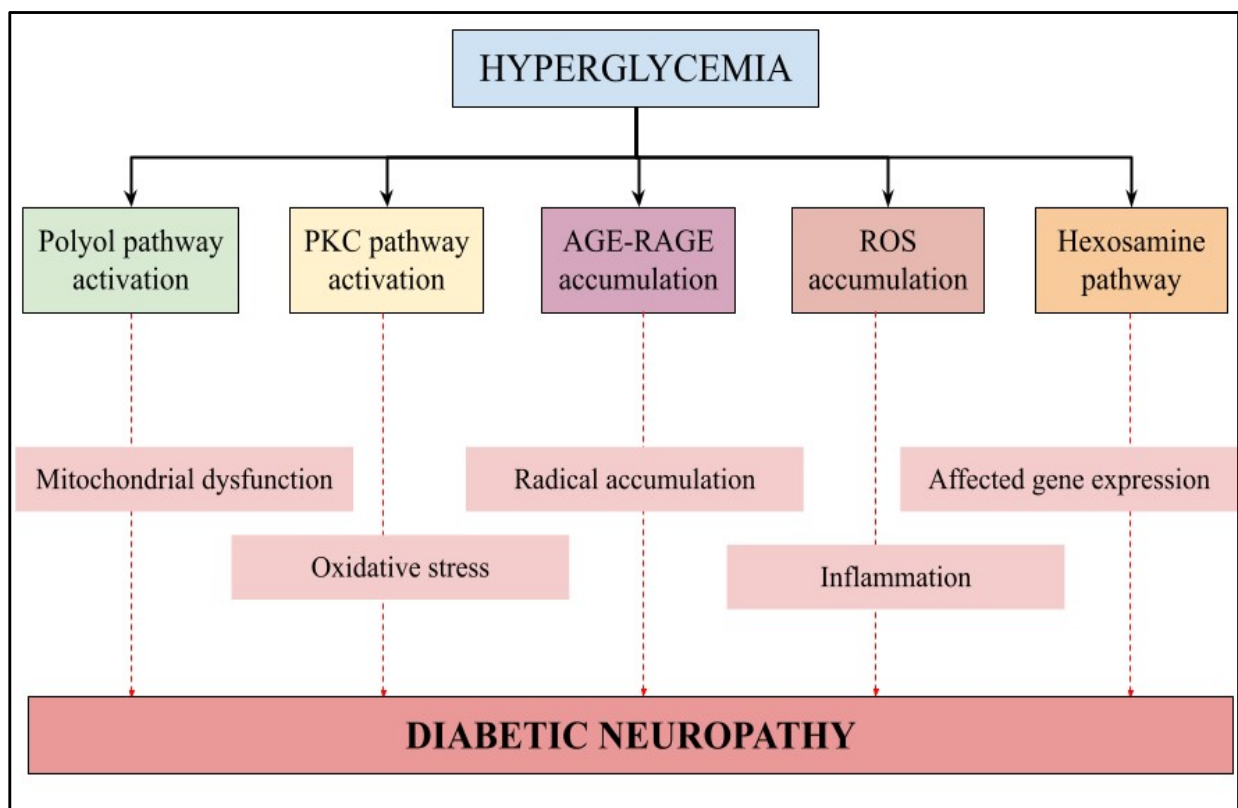 HYPERGLYCEMIA
Polyol pathway
activation
PKC pathway
activation
AGE-RAGE
accumulation
ROS
accumulation
Hexosamine
pathway
Mitochondrial dysfunction
Radical accumulation
Affected gene expression
Oxidative stress
Inflammation
DIABETIC NEUROPATHY